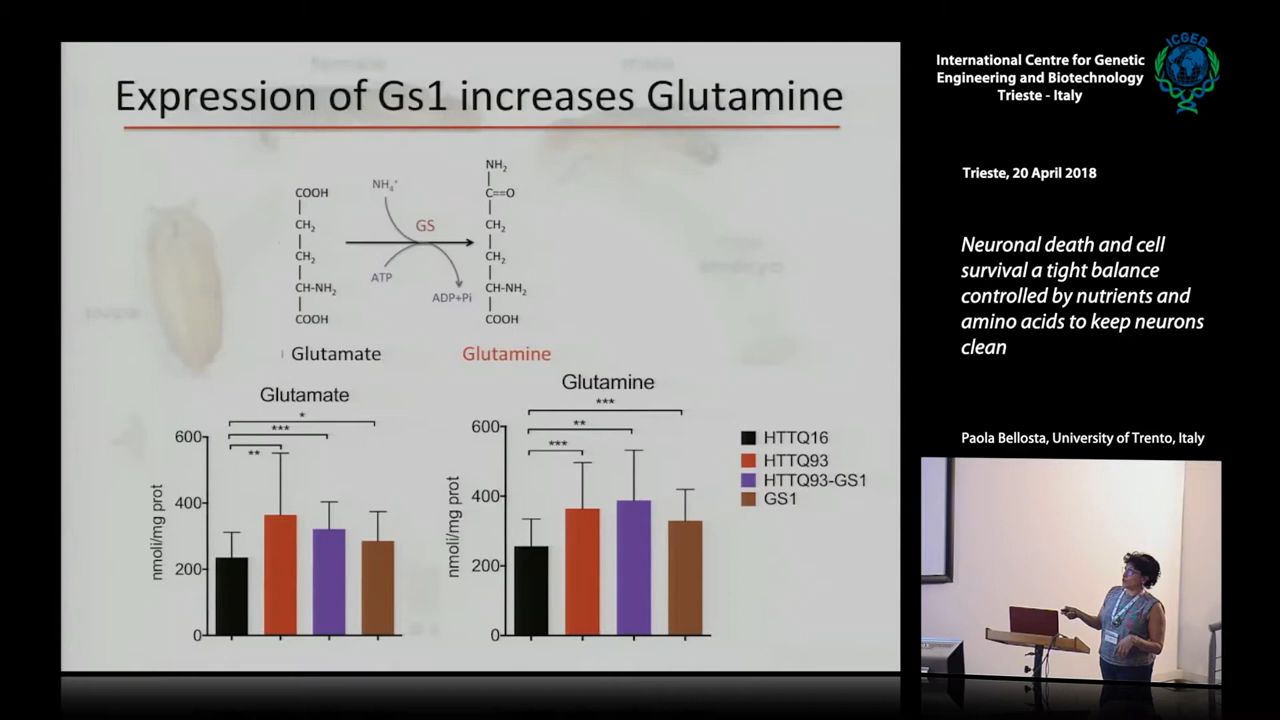 Expression of Gs1 increases Glutamine
COOH
CH₂
CH₂
CH-NH₂
COOH
NH₄⁺
GS
ATP
ADP+Pi
NH₂
C==O
CH₂
CH₂
CH-NH₂
COOH
Glutamate
Glutamine
Glutamate
nmoli/mg prot
600
400
200
0
*
***
**
Glutamine
nmoli/mg prot
600
400
200
0
***
**
***
HTTQ16
HTTQ93
HTTQ93-GS1
GS1
ICGEB
International Centre for Genetic
Engineering and Biotechnology
Trieste - Italy
Trieste, 20 April 2018
Neuronal death and cell
survival a tight balance
controlled by nutrients and
amino acids to keep neurons
clean
Paola Bellosta, University of Trento, Italy